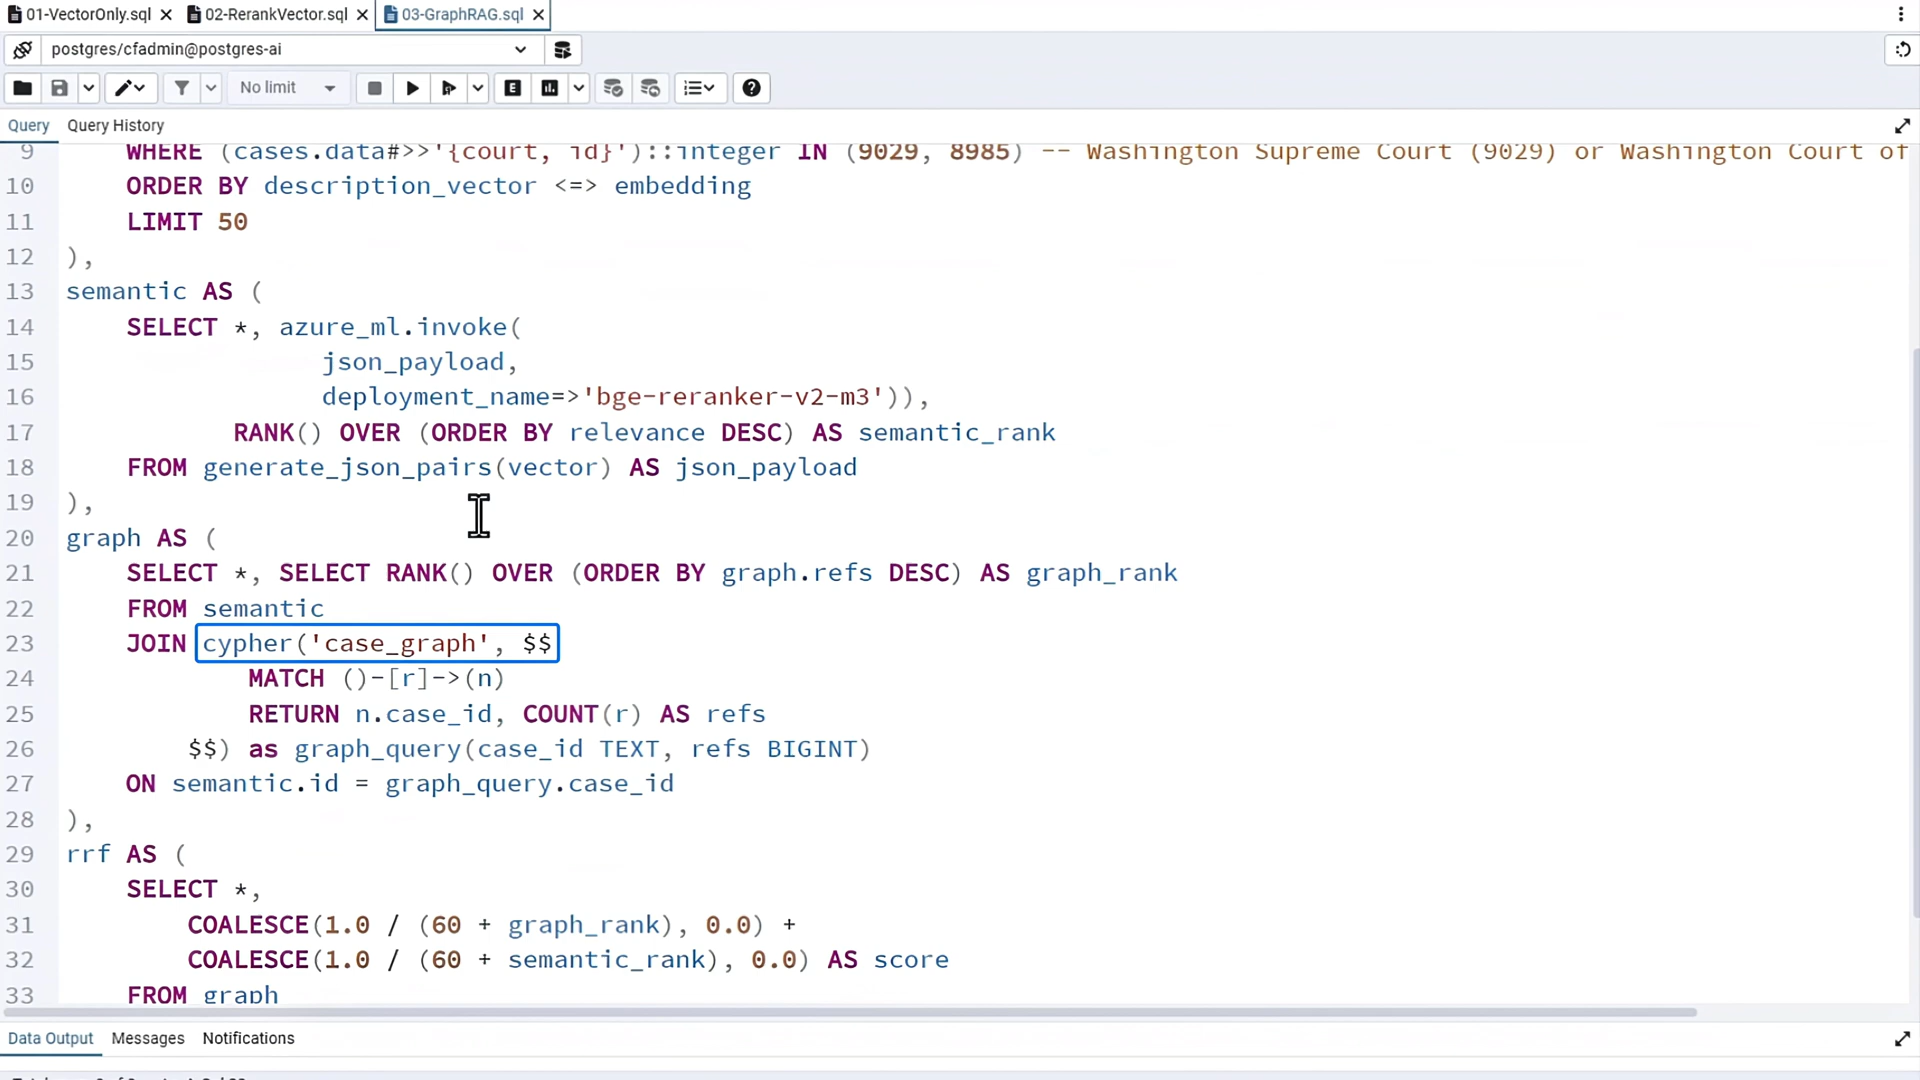 01-VectorOnly.sql × 02-RerankVector.sql × 03-GraphRAG.sql ×
postgres/cfadmin@postgres-ai
No limit
Query Query History
9 WHERE (cases.data#>>'{court, id}')::integer IN (9029, 8985) -- Washington Supreme Court (9029) or Washington Court of
10 ORDER BY description_vector <=> embedding
11 LIMIT 50
12 ),
13 semantic AS (
14 SELECT *, azure_ml.invoke(
15 json_payload,
16 deployment_name=>'bge-reranker-v2-m3')),
17 RANK() OVER (ORDER BY relevance DESC) AS semantic_rank
18 FROM generate_json_pairs(vector) AS json_payload
19 ),
20 graph AS (
21 SELECT *, SELECT RANK() OVER (ORDER BY graph.refs DESC) AS graph_rank
22 FROM semantic
23 JOIN cypher('case_graph', $$
24 MATCH ()-[r]->(n)
25 RETURN n.case_id, COUNT(r) AS refs
26 $$) as graph_query(case_id TEXT, refs BIGINT)
27 ON semantic.id = graph_query.case_id
28 ),
29 rrf AS (
30 SELECT *,
31 COALESCE(1.0 / (60 + graph_rank), 0.0) +
32 COALESCE(1.0 / (60 + semantic_rank), 0.0) AS score
33 FROM graph
Data Output Messages Notifications